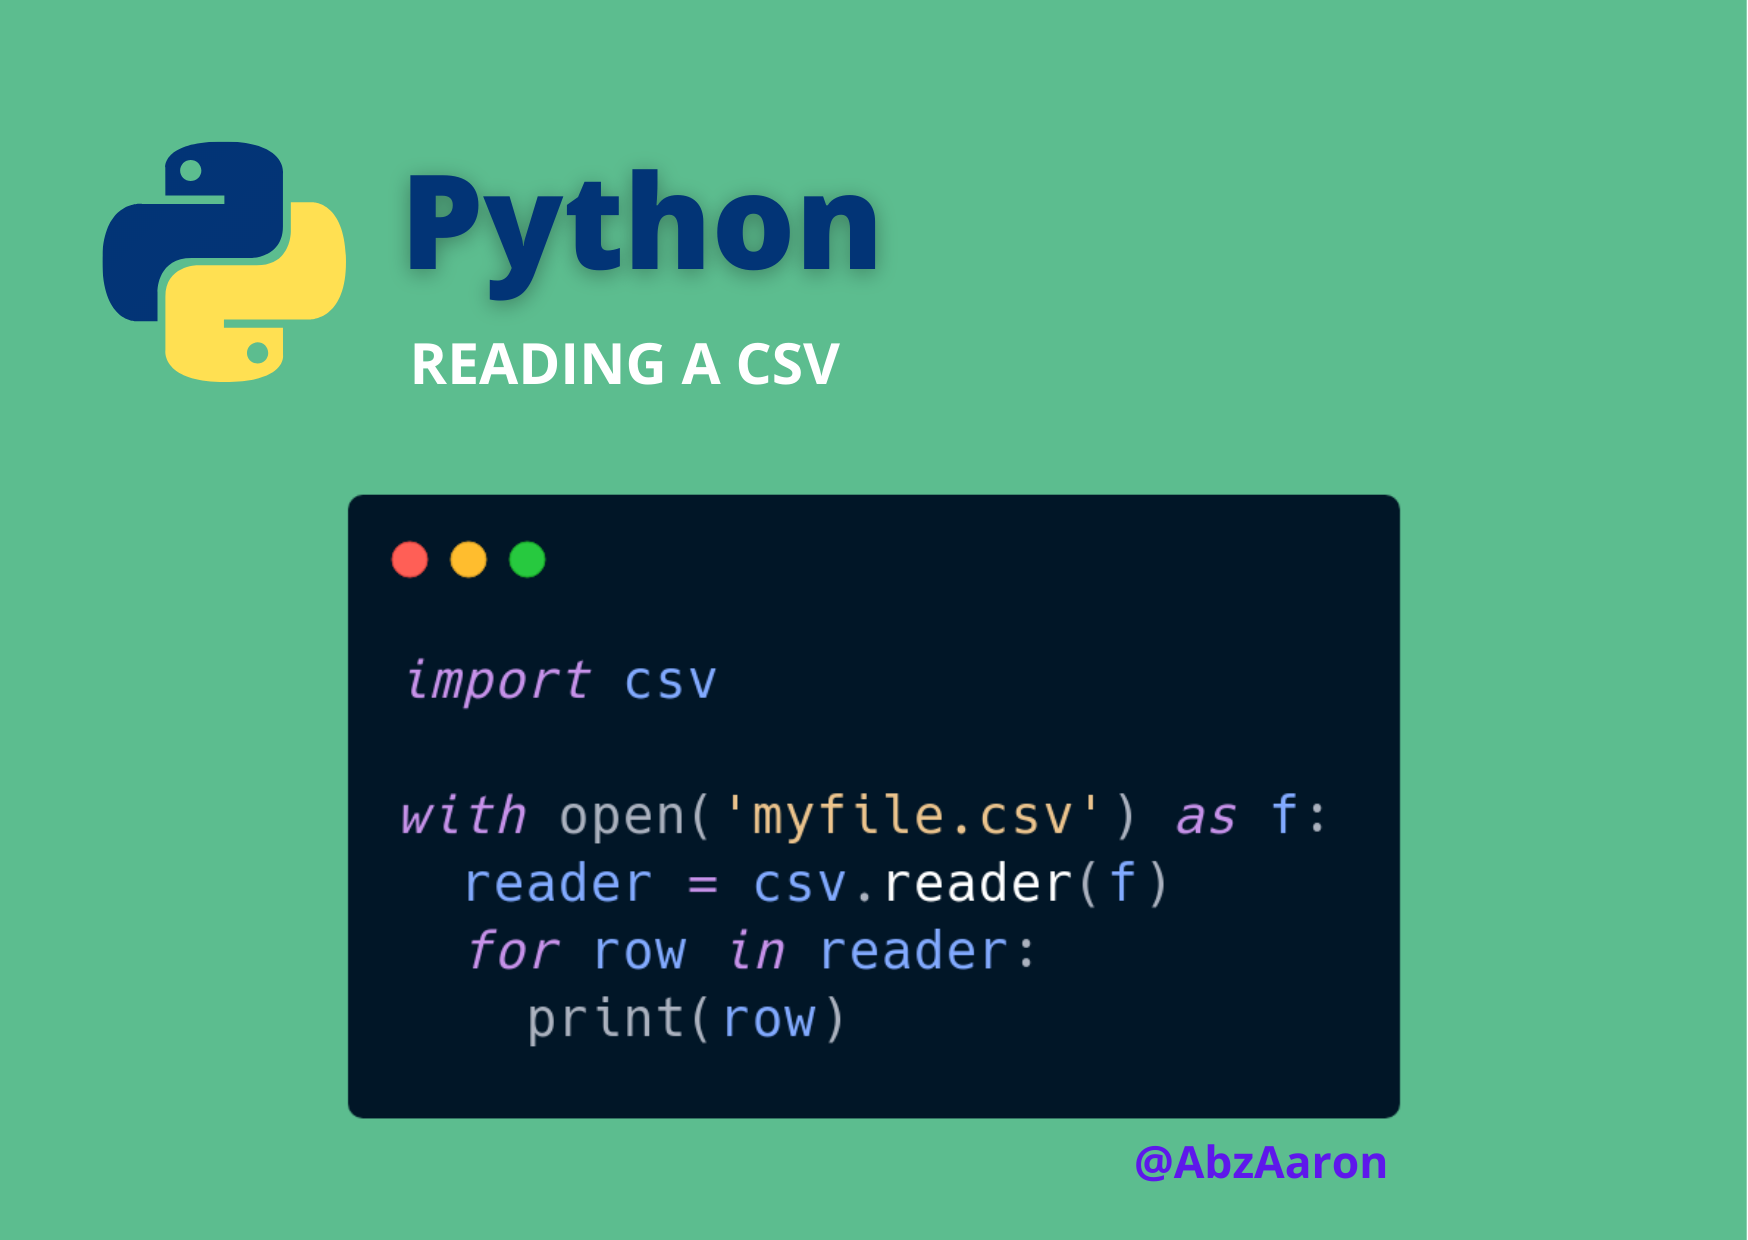 Python
READING A CSV
import csv
with open('myfile.csv') as f:
  reader = csv.reader(f)
  for row in reader:
    print(row)
@AbzAaron